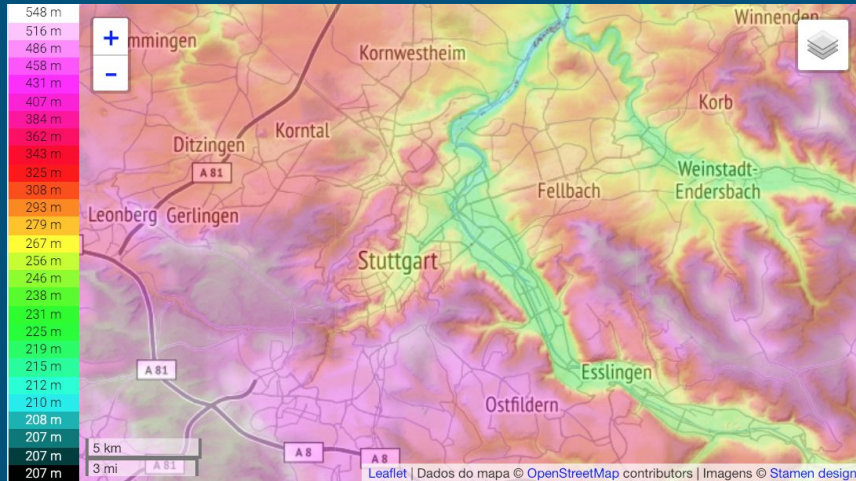 548 m
516 m
486 m
458 m
431 m
407 m
384 m
362 m
343 m
325 m
308 m
293 m
279 m
267 m
256 m
246 m
238 m
231 m
225 m
219 m
215 m
212 m
210 m
208 m
207 m
207 m
207 m
+
-
mmingen
Kornwestheim
Winnenden
Korb
Korntal
Ditzingen
A 81
Weinstadt-
Endersbach
Fellbach
Leonberg
Gerlingen
Stuttgart
A 81
Esslingen
Ostfildern
5 km
3 mi
A 81
A 8
A 8
Leaflet | Dados do mapa © OpenStreetMap contributors | Imagens © Stamen design